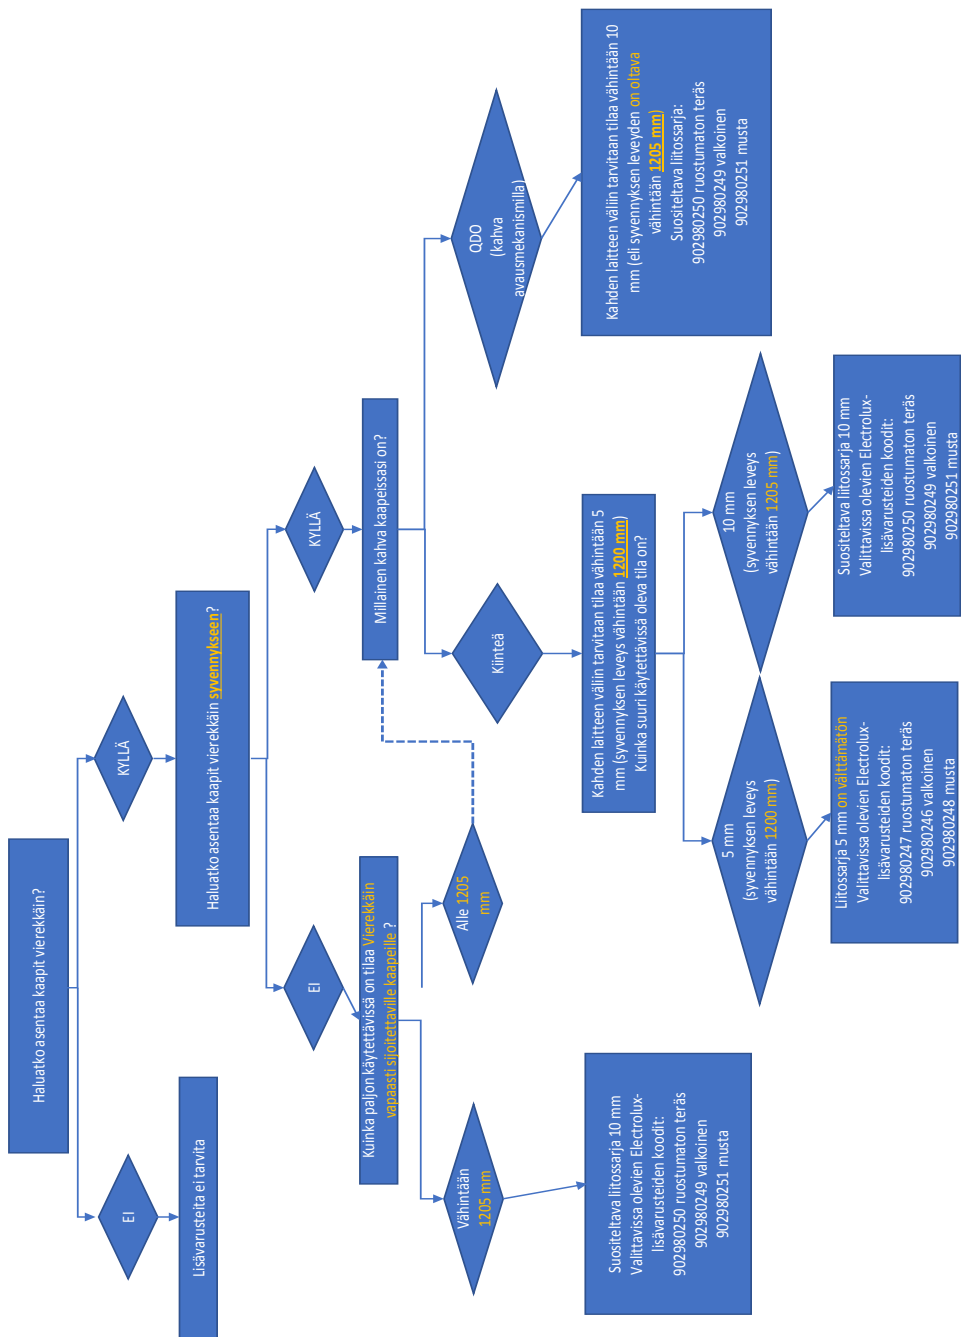 Haluatko asentaa kaapit vierekkäin?
EI
Lisävarusteita ei tarvita
KYLLÄ
Haluatko asentaa kaapit vierekkäin syvennykseen?
EI
Kuinka paljon käytettävissä on tilaa Vierekkäin
vapaasti sijoitettaville kaapeille ?
Vähintään
1205 mm
Suositeltava liitossarja 10 mm
Valittavissa olevien Electrolux-
lisävarusteiden koodit:
902980250 ruostumaton teräs
902980249 valkoinen
902980251 musta
Alle 1205
mm
KYLLÄ
Millainen kahva kaapeissasi on?
Kiinteä
Kahden laitteen väliin tarvitaan tilaa vähintään 5
mm (syvennyksen leveys vähintään 1200 mm)
Kuinka suuri käytettävissä oleva tila on?
5 mm
(syvennyksen leveys
vähintään 1200 mm)
Liitossarja 5 mm on välttämätön
Valittavissa olevien Electrolux-
lisävarusteiden koodit:
902980247 ruostumaton teräs
902980246 valkoinen
902980248 musta
10 mm
(syvennyksen leveys
vähintään 1205 mm)
Suositeltava liitossarja 10 mm
Valittavissa olevien Electrolux-
lisävarusteiden koodit:
902980250 ruostumaton teräs
902980249 valkoinen
902980251 musta
QDO
(kahva
avausmekanismilla)
Kahden laitteen väliin tarvitaan tilaa vähintään 10
mm (eli syvennyksen leveyden on oltava
vähintään 1205 mm)
Suositeltava liitossarja:
902980250 ruostumaton teräs
902980249 valkoinen
902980251 musta